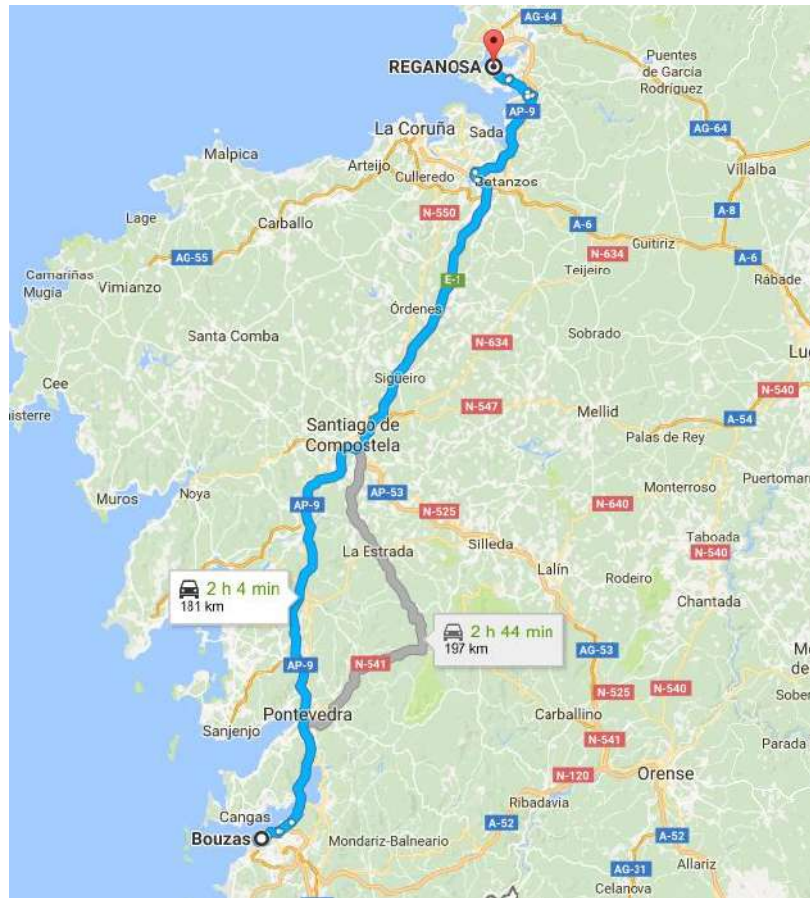 AG-64
REGANOSA
Puentes
de García
Rodríguez
AP-9
La Coruña
Sada
AG-64
Malpica
Arteijo
Culleredo
Betanzos
Villalba
Lage
Carballo
N-550
A-8
A-6
Guitiriz
AG-55
N-634
A-6
Camariñas
Mugía
Vimianzo
E-1
Teijeiro
Rábade
Órdenes
Santa Comba
N-634
Sobrado
Sigüeiro
Cee
N-547
Mellid
N-540
Santiago de
Compostela
A-54
Palas de Rey
Muros
Noya
AP-9
AP-53
N-525
N-640
Monterroso
Puertomar
La Estrada
Silleda
Taboada
N-540
Lalín
Rodeiro
Chantada
2 h 4 min
181 km
2 h 44 min
197 km
AP-9
N-541
AG-53
N-525
N-540
Pontevedra
Sanjenjo
Carballino
N-541
Parada
N-120
Orense
Cangas
Ribadavia
Bouzas
Mondariz-Balneario
A-52
A-52
AG-31
Allariz
Celanova